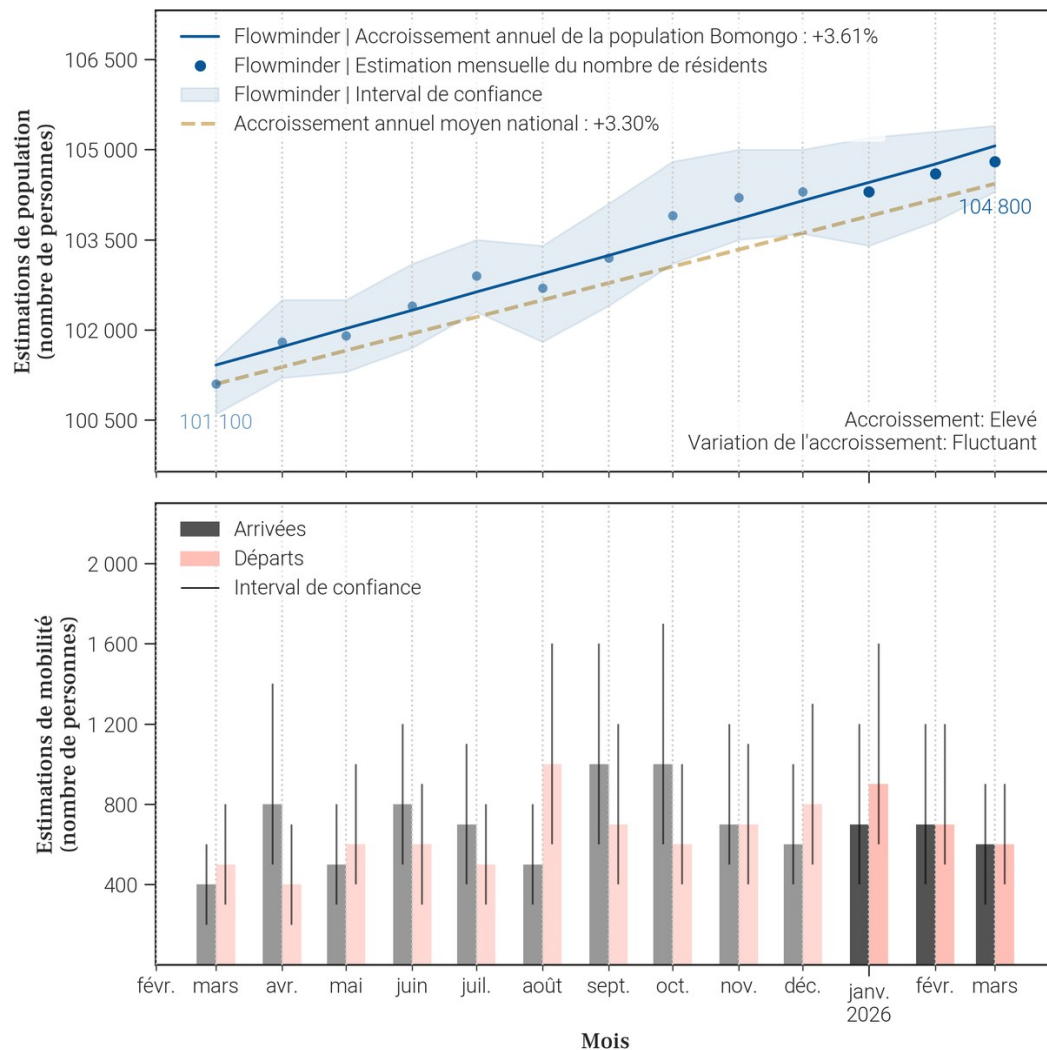 Flowminder | Accroissement annuel de la population Bomongo : +3.61%
Flowminder | Estimation mensuelle du nombre de résidents
Flowminder | Interval de confiance
Accroissement annuel moyen national : +3.30%
Estimations de population
(nombre de personnes)
106 500
105 000
103 500
102 000
100 500
101 100
104 800
Accroissement: Elevé
Variation de l'accroissement: Fluctuant
Arrivées
Départs
Interval de confiance
Estimations de mobilité
(nombre de personnes)
2 000
1 600
1 200
800
400
févr. mars avr. mai juin juil. août sept. oct. nov. déc. janv. févr. mars
2026
Mois